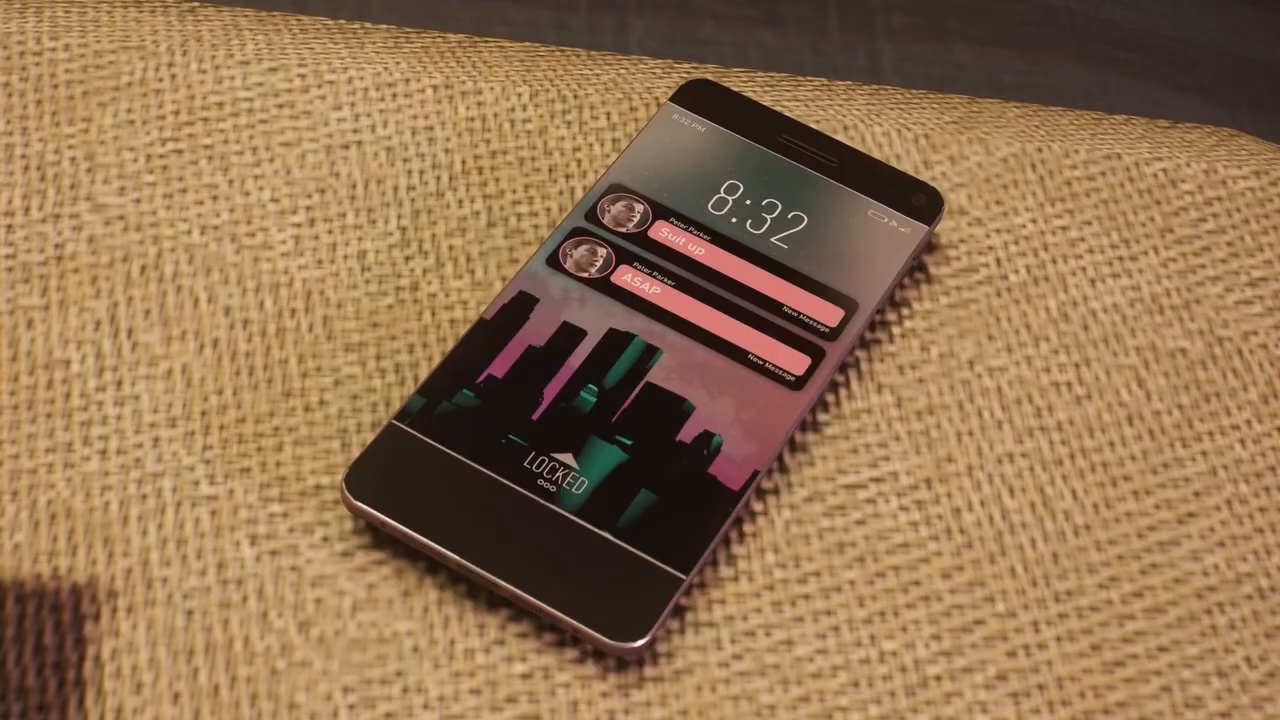 8:32 PM
8:32
Peter Parker
Suit up
New Message
Peter Parker
ASAP
New Message
LOCKED